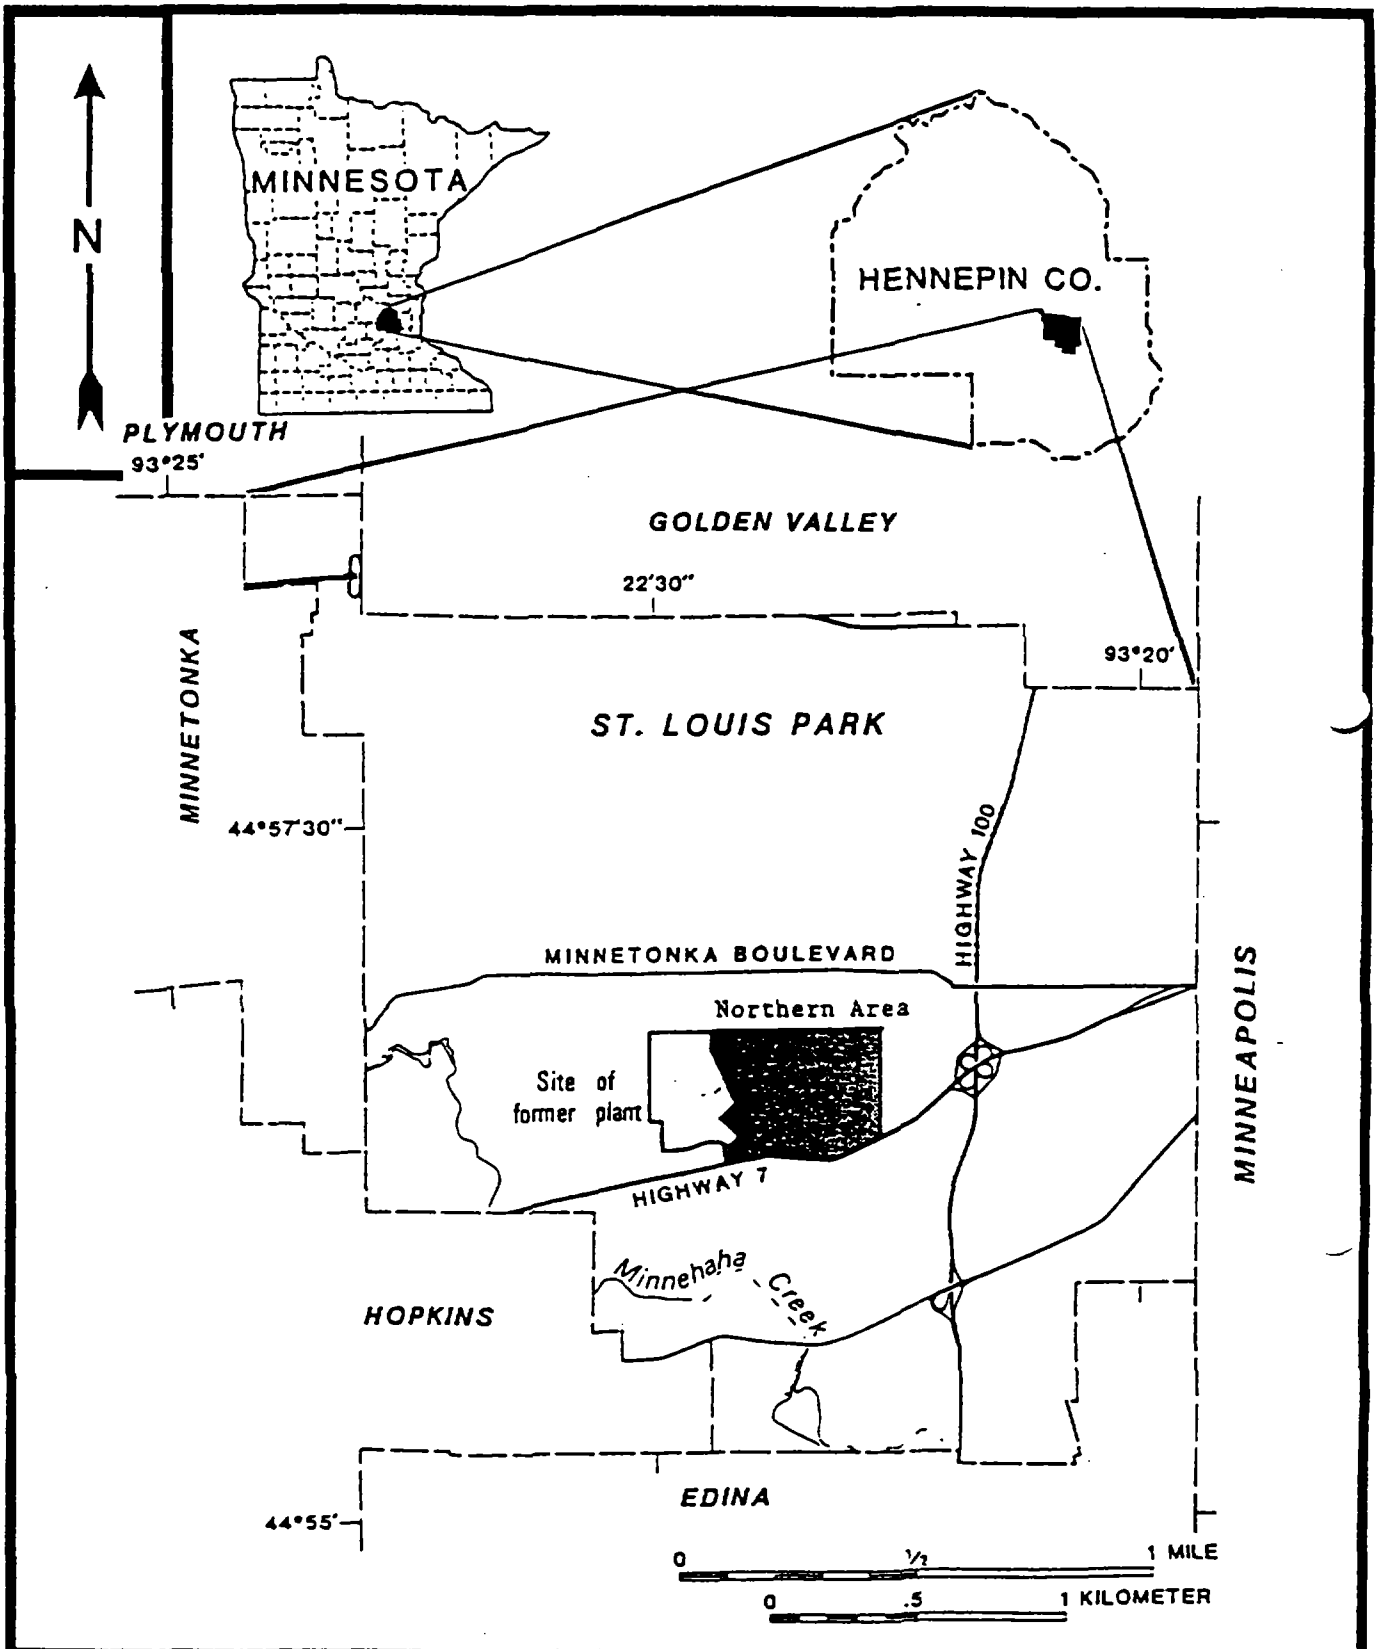 MINNESOTA
N
HENNEPIN CO.
PLYMOUTH
93°25'
GOLDEN VALLEY
22'30"
MINNETONKA
93°20'
ST. LOUIS PARK
44°57'30"
HIGHWAY 100
MINNETONKA BOULEVARD
MINNEAPOLIS
Northern Area
Site of
former plant
HIGHWAY 7
Minnehaha
Creek
HOPKINS
EDINA
44°55'
0 1/2 1 MILE
0 .5 1 KILOMETER